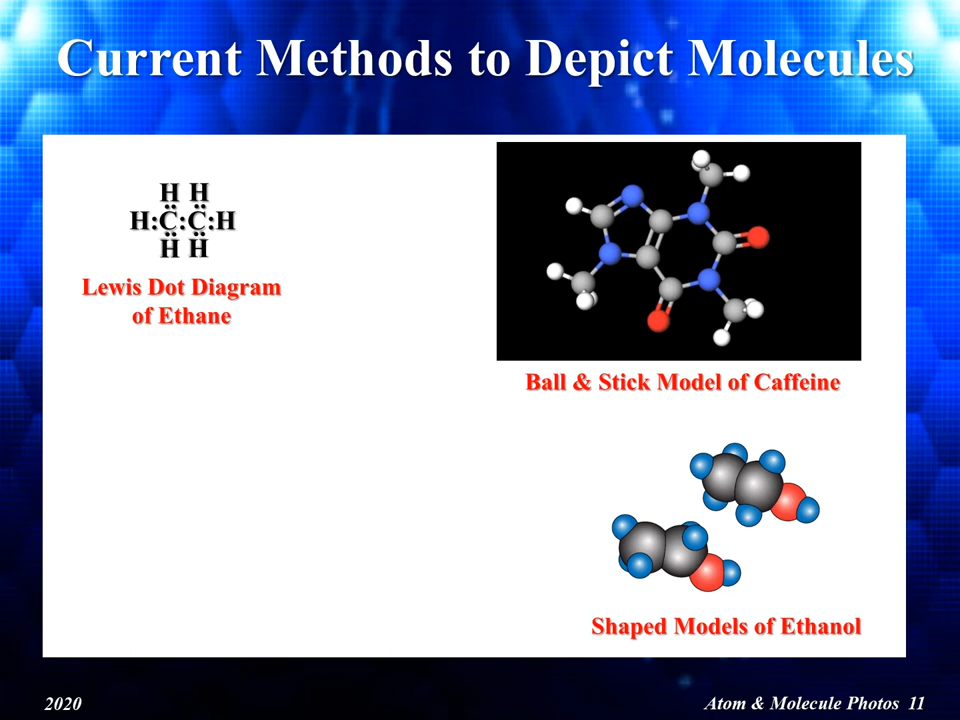 Current Methods to Depict Molecules
H H
H:C:C:H
H H
Lewis Dot Diagram
of Ethane
Ball & Stick Model of Caffeine
Shaped Models of Ethanol
2020
Atom & Molecule Photos 11